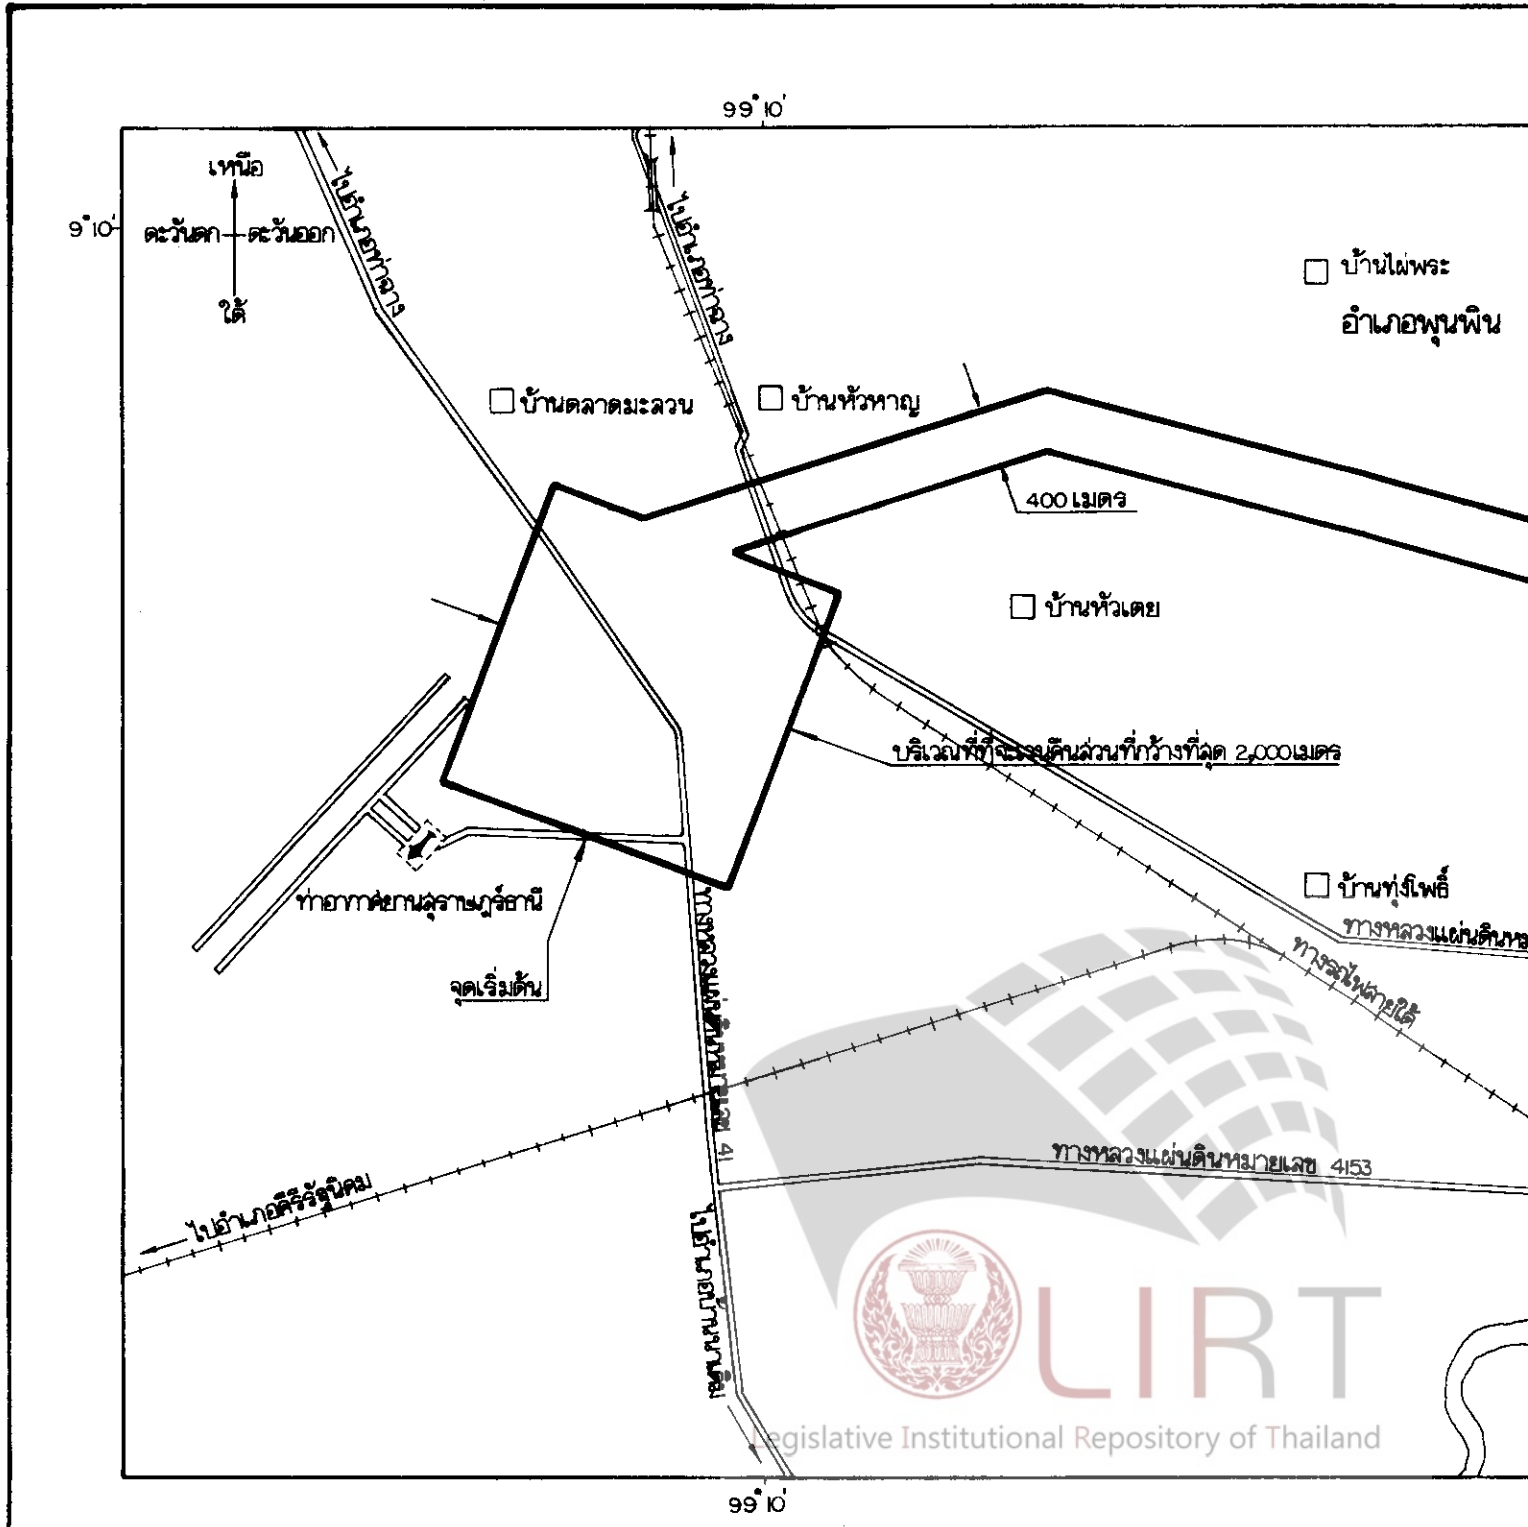 99°10'
เหนือ
9°10'
ตะวันตก
ตะวันออก
ใต้
ไปอำเภอท่าฉาง
ไปอำเภอท่าฉาง
บ้านไผ่พระ
อำเภอพุนพิน
บ้านตลาดมะลวน
บ้านหัวหาญ
400 เมตร
บ้านหัวเตย
บริเวณที่ที่จะเวนคืนส่วนที่กว้างที่สุด 2,000 เมตร
ท่าอากาศยานสุราษฎร์ธานี
บ้านทุ่งโพธิ์
ทางหลวงแผ่นดินหม
จุดเริ่มต้น
ทางรถไฟสายใต้
ทางหลวงแผ่นดินหมายเลข 41
ทางหลวงแผ่นดินหมายเลข 4153
ไปอำเภอคีรีรัฐนิคม
ไปอำเภอบ้านนาเดิม
LIRT
Legislative Institutional Repository of Thailand
99°10'